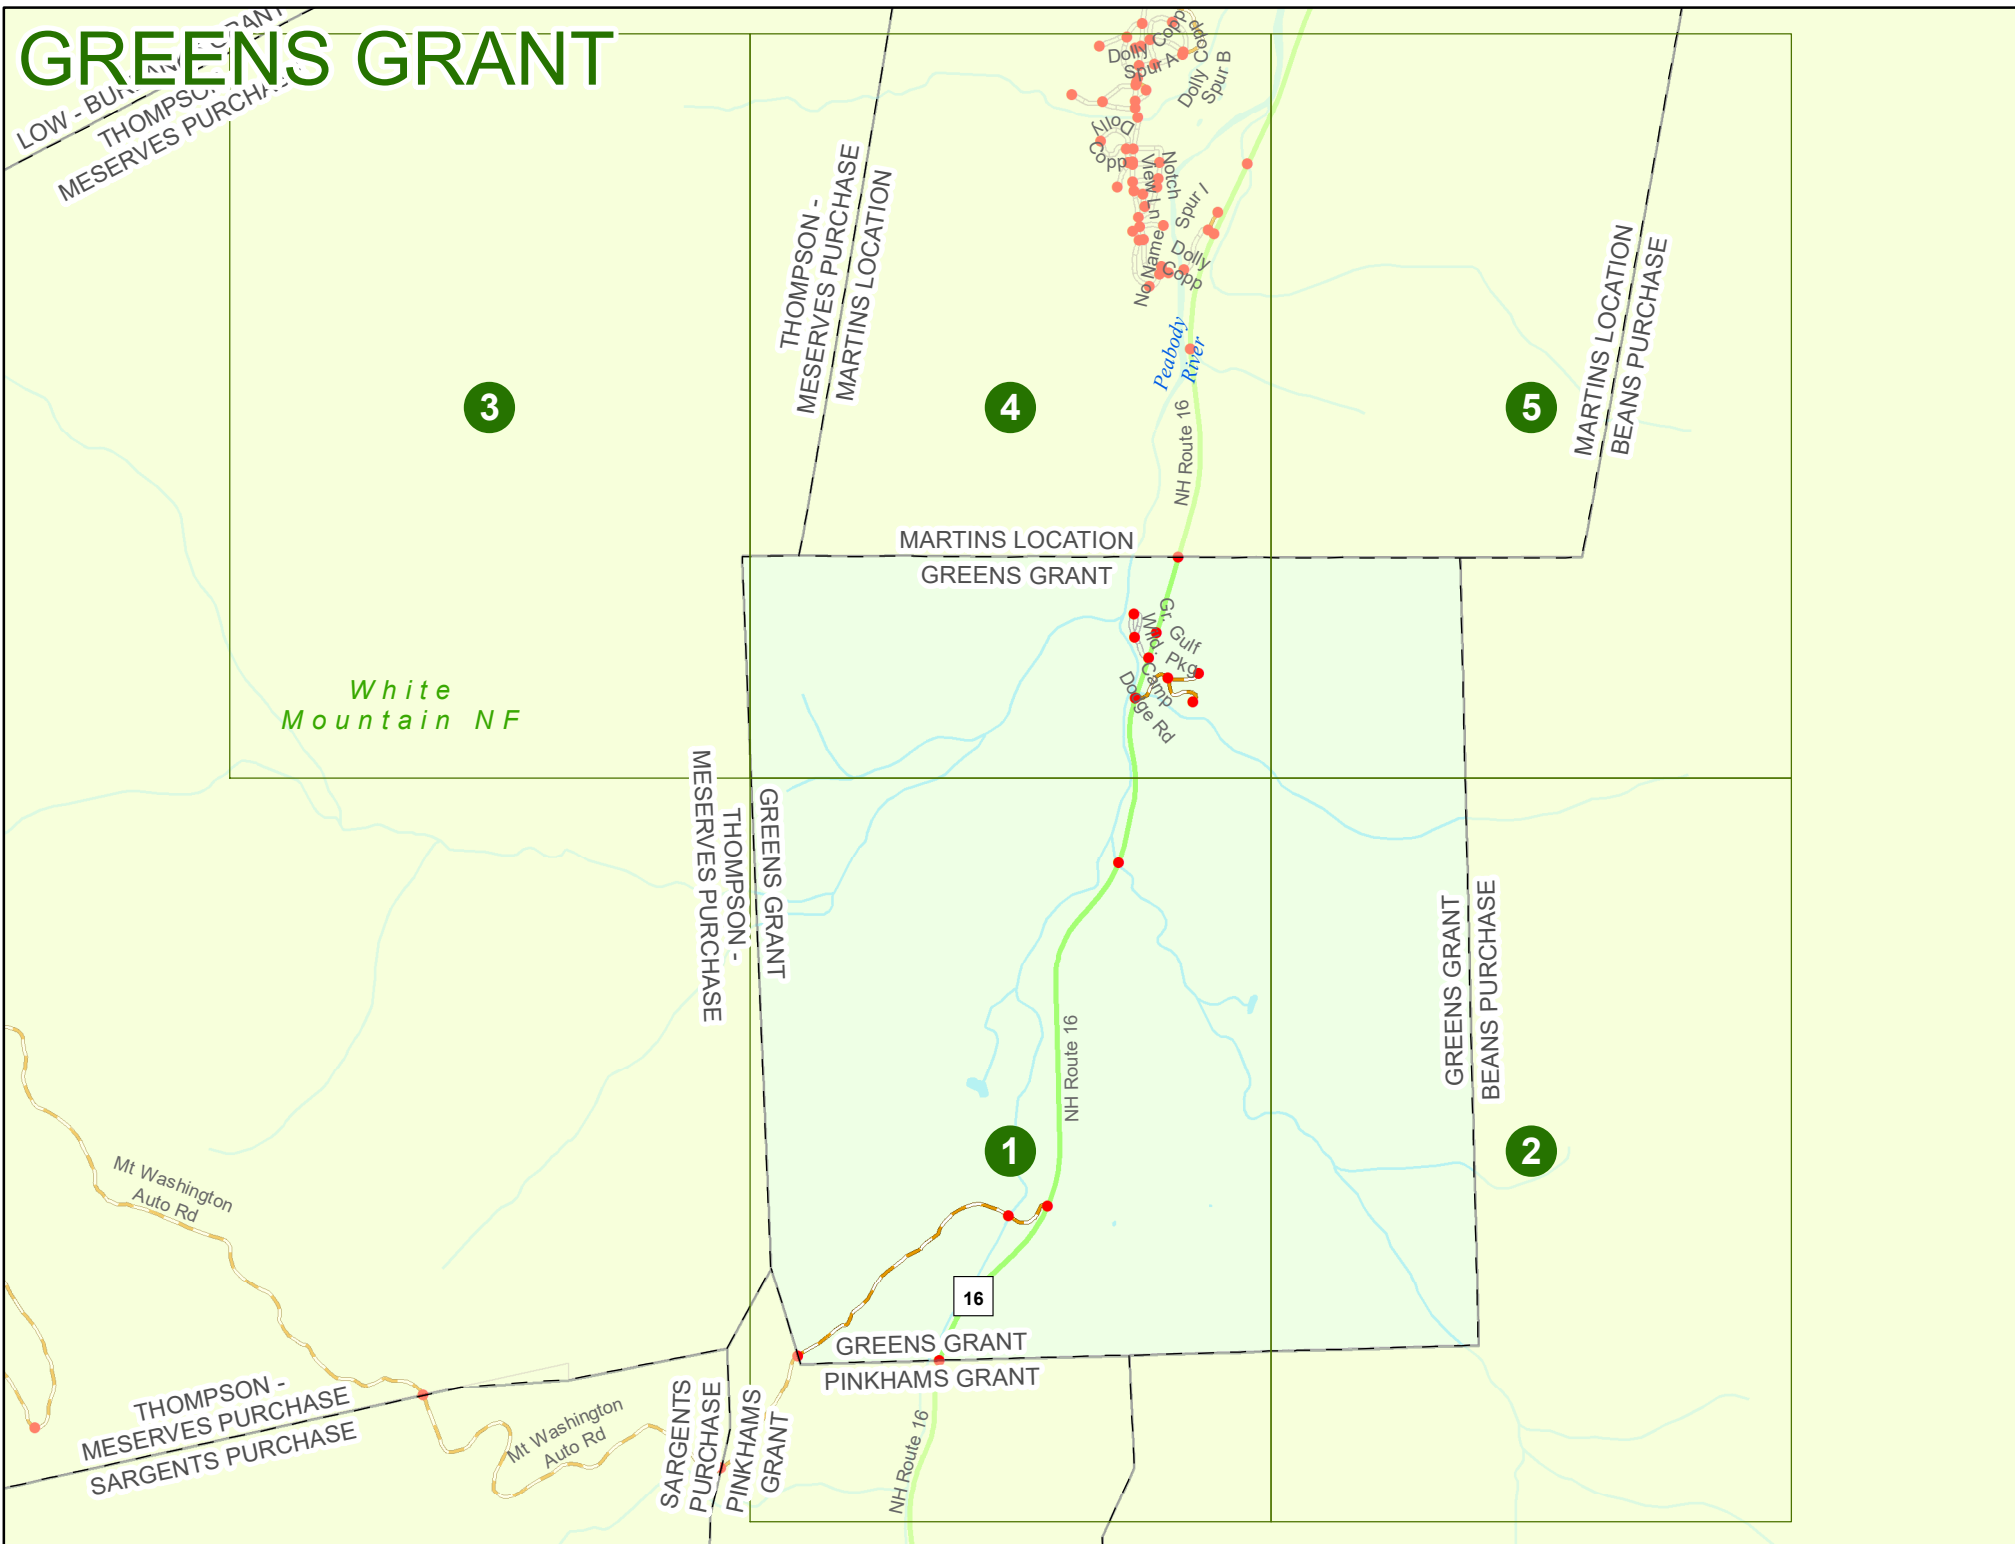 GREENS GRANT
LOW - BURBANKS GRANT
THOMPSON -
MESERVES PURCHASE
THOMPSON -
MESERVES PURCHASE
MARTINS LOCATION
Dolly Copp
Spur A
Dolly Copp
Spur B
Dolly
Copp
Notch
View Ln
Spur I
No Name
Dolly
Copp
Peabody
River
NH Route 16
MARTINS LOCATION
BEANS PURCHASE
3
4
5
MARTINS LOCATION
GREENS GRANT
Gr. Gulf
Wld. Pkg
Camp
Dodge Rd
White
Mountain NF
THOMPSON -
MESERVES PURCHASE
GREENS GRANT
GREENS GRANT
BEANS PURCHASE
NH Route 16
1
2
Mt Washington
Auto Rd
16
GREENS GRANT
PINKHAMS GRANT
THOMPSON -
MESERVES PURCHASE
SARGENTS PURCHASE
Mt Washington
Auto Rd
SARGENTS
PURCHASE
PINKHAMS
GRANT
NH Route 16